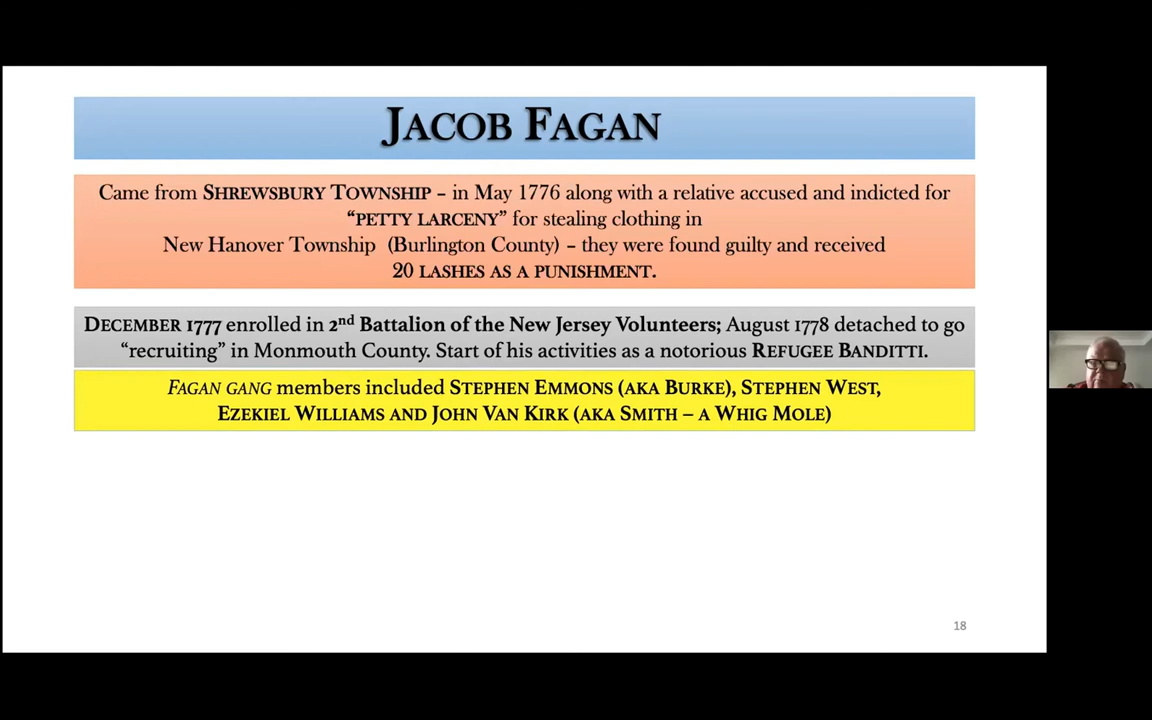 JACOB FAGAN
Came from SHREWSBURY TOWNSHIP – in May 1776 along with a relative accused and indicted for
“PETTY LARCENY” for stealing clothing in
New Hanover Township (Burlington County) – they were found guilty and received
20 LASHES AS A PUNISHMENT.
DECEMBER 1777 enrolled in 2nd Battalion of the New Jersey Volunteers; August 1778 detached to go
“recruiting” in Monmouth County. Start of his activities as a notorious REFUGEE BANDITTI.
FAGAN GANG members included STEPHEN EMMONS (AKA BURKE), STEPHEN WEST,
EZEKIEL WILLIAMS AND JOHN VAN KIRK (AKA SMITH – A WHIG MOLE)
18